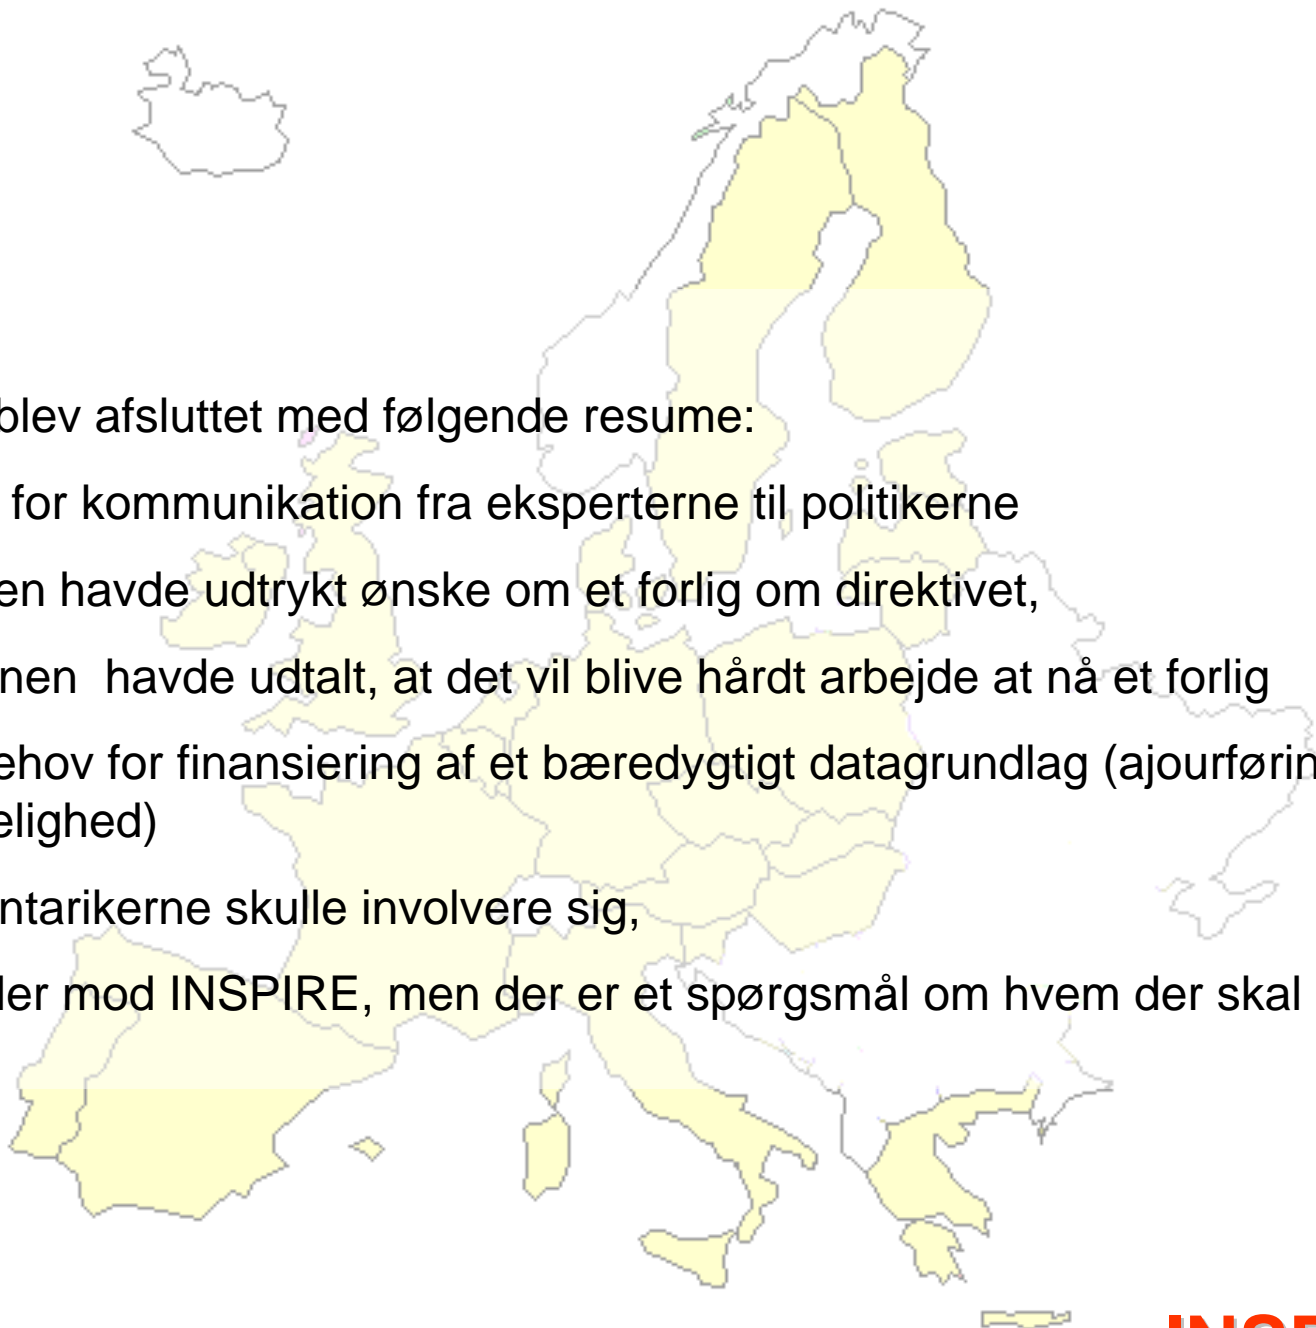 blev afsluttet med følgende resume:
for kommunikation fra eksperterne til politikerne
en havde udtrykt ønske om et forlig om direktivet,
nen havde udtalt, at det vil blive hårdt arbejde at nå et forlig
ehov for finansiering af et bæredygtigt datagrundlag (ajourførin
elighed)
ntarikerne skulle involvere sig,
der mod INSPIRE, men der er et spørgsmål om hvem der skal